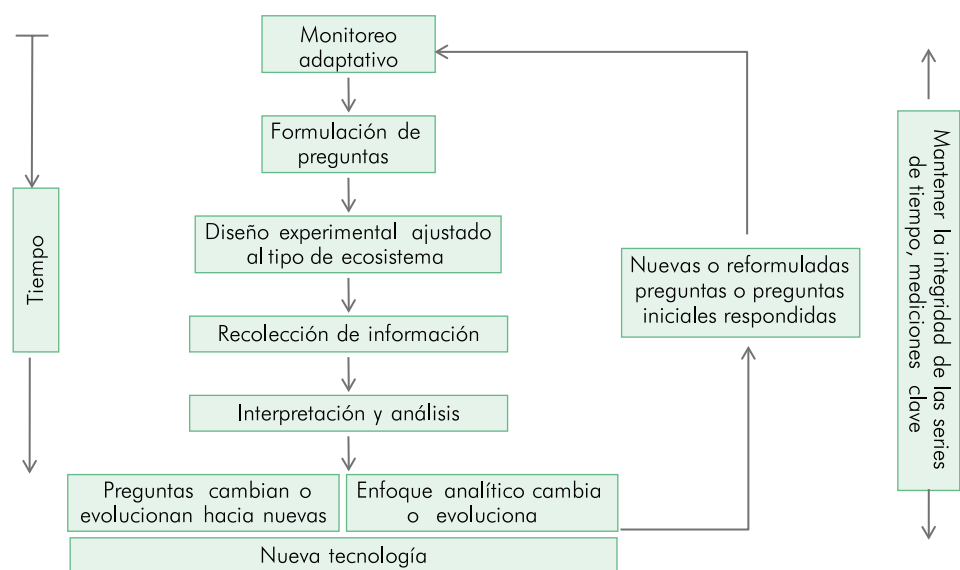 Monitoreo
adaptativo
Formulación de
preguntas
Diseño experimental ajustado
al tipo de ecosistema
Recolección de información
Interpretación y análisis
Preguntas cambian o
evolucionan hacia nuevas
Enfoque analítico cambia
o evoluciona
Nueva tecnología
Tiempo
Nuevas o reformuladas
preguntas o preguntas
iniciales respondidas
Mantener la integridad de las series
de tiempo, mediciones clave